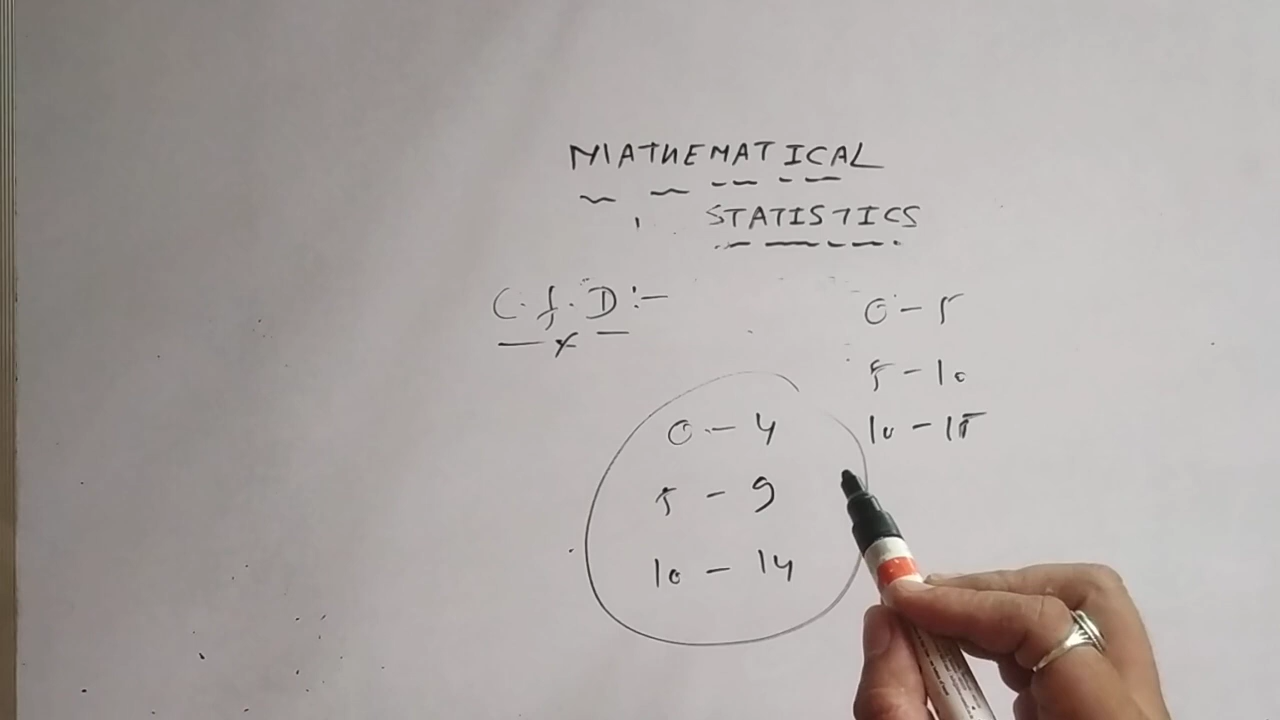 MATHEMATICAL
STATISTICS
C.f.D:-
0-5
5-10
10-15
0-4
5-9
10-14